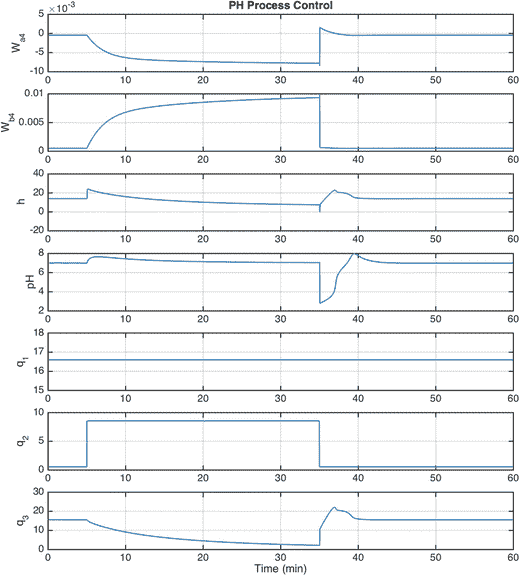 PH Process Control
5 ×10⁻³
0
-5
-10
W_a4
0 10 20 30 40 50 60
0.01
0.005
0
W_b4
0 10 20 30 40 50 60
40
20
0
-20
h
0 10 20 30 40 50 60
8
6
4
2
pH
0 10 20 30 40 50 60
18
17
16
15
q_1
0 10 20 30 40 50 60
10
5
0
q_2
0 10 20 30 40 50 60
30
20
10
0
q_3
0 10 20 30 40 50 60
Time (min)